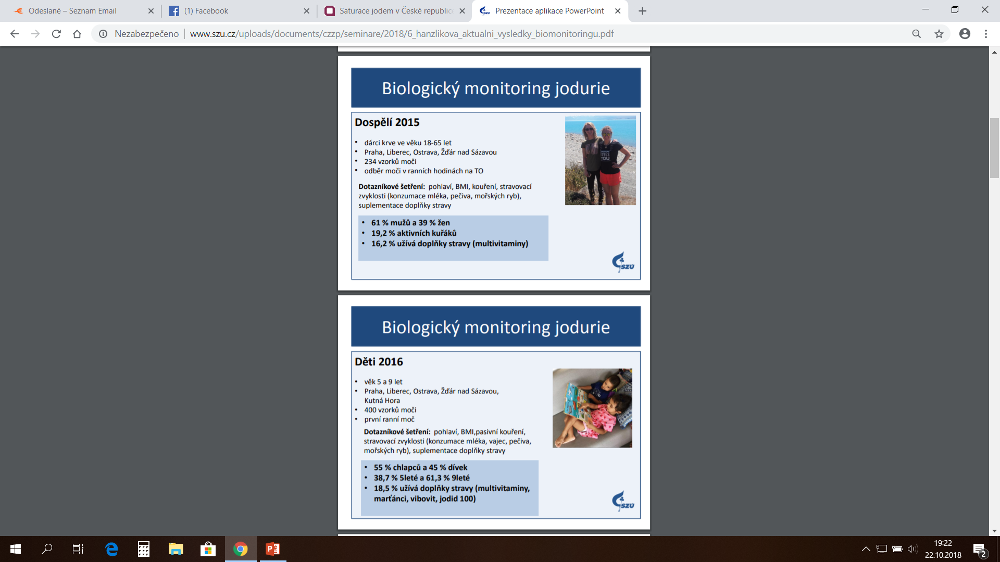 Odeslané – Seznam Email
(1) Facebook
Saturace jodem v České republice
Prezentace aplikace PowerPoint
Nezabezpečeno
www.szu.cz/uploads/documents/czzp/seminare/2018/6_hanzlikova_aktualni_vysledky_biomonitoringu.pdf
Biologický monitoring jodurie
Dospělí 2015
• dárci krve ve věku 18-65 let
• Praha, Liberec, Ostrava, Žďár nad Sázavou
• 234 vzorků moči
• odběr moči v ranních hodinách na TO
Dotazníkové šetření: pohlaví, BMI, kouření, stravovací
zvyklosti (konzumace mléka, pečiva, mořských ryb),
suplementace doplňky stravy
• 61 % mužů a 39 % žen
• 19,2 % aktivních kuřáků
• 16,2 % užívá doplňky stravy (multivitaminy)
SZÚ
Biologický monitoring jodurie
Děti 2016
• věk 5 a 9 let
• Praha, Liberec, Ostrava, Žďár nad Sázavou,
Kutná Hora
• 400 vzorků moči
• první ranní moč
Dotazníkové šetření: pohlaví, BMI,pasivní kouření,
stravovací zvyklosti (konzumace mléka, vajec, pečiva,
mořských ryb), suplementace doplňky stravy
• 55 % chlapců a 45 % dívek
• 38,7 % 5leté a 61,3 % 9leté
• 18,5 % užívá doplňky stravy (multivitaminy,
marťánci, vibovit, jodid 100)
SZÚ
19:22
22.10.2018
2